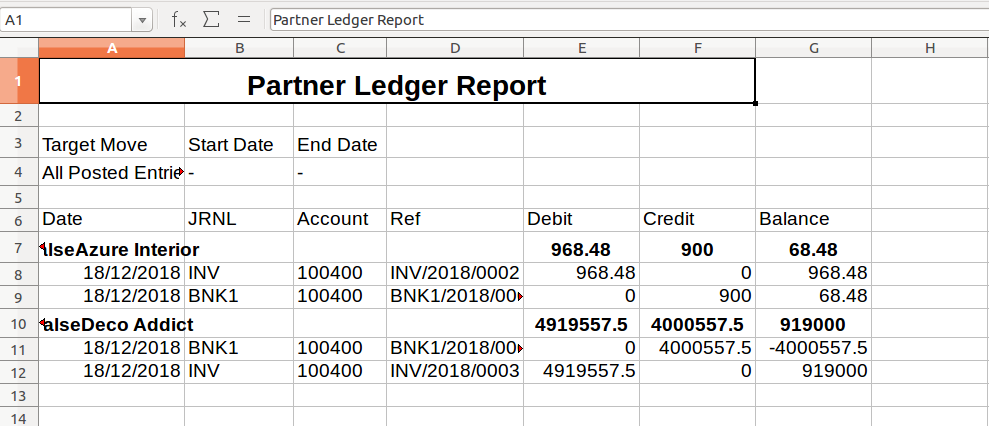 A1 fx Σ = Partner Ledger Report
A B C D E F G H
1 Partner Ledger Report
2
3 Target Move Start Date End Date
4 All Posted Entrie - -
5
6 Date JRNL Account Ref Debit Credit Balance
7 lseAzure Interior 968.48 900 68.48
8 18/12/2018 INV 100400 INV/2018/0002 968.48 0 968.48
9 18/12/2018 BNK1 100400 BNK1/2018/00 0 900 68.48
10 alseDeco Addict 4919557.5 4000557.5 919000
11 18/12/2018 BNK1 100400 BNK1/2018/00 0 4000557.5 -4000557.5
12 18/12/2018 INV 100400 INV/2018/0003 4919557.5 0 919000
13
14